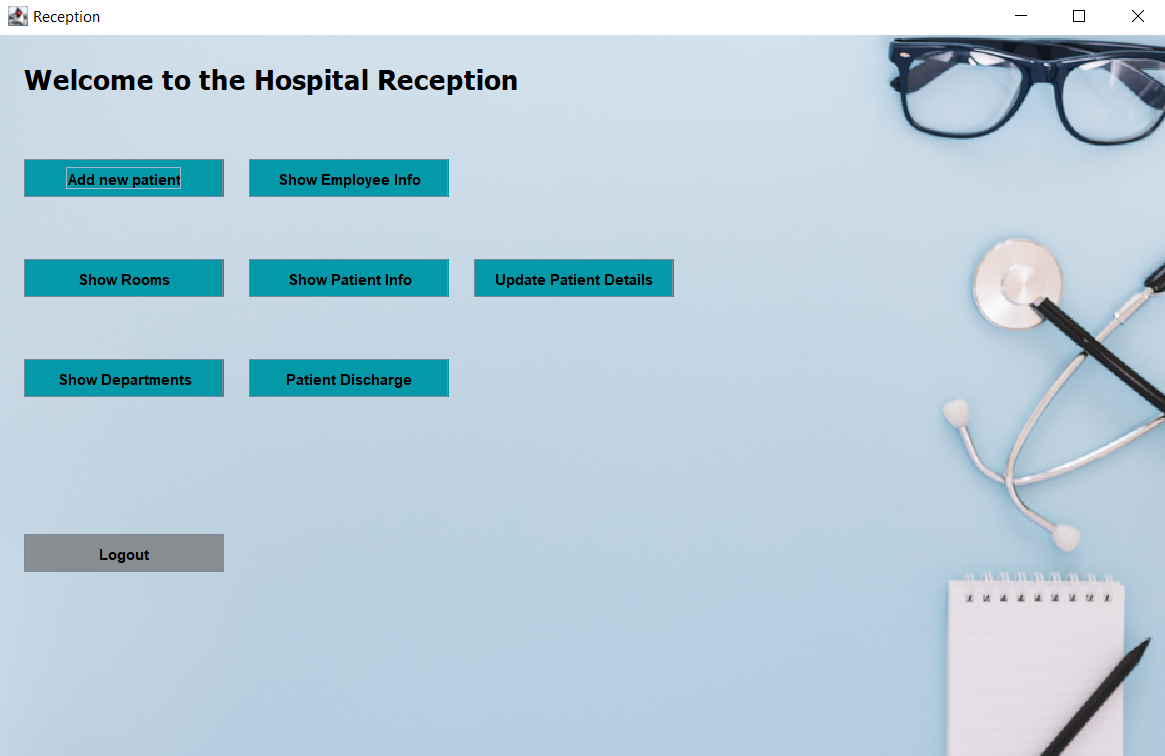 Reception
Welcome to the Hospital Reception
Add new patient
Show Employee Info
Show Rooms
Show Patient Info
Update Patient Details
Show Departments
Patient Discharge
Logout